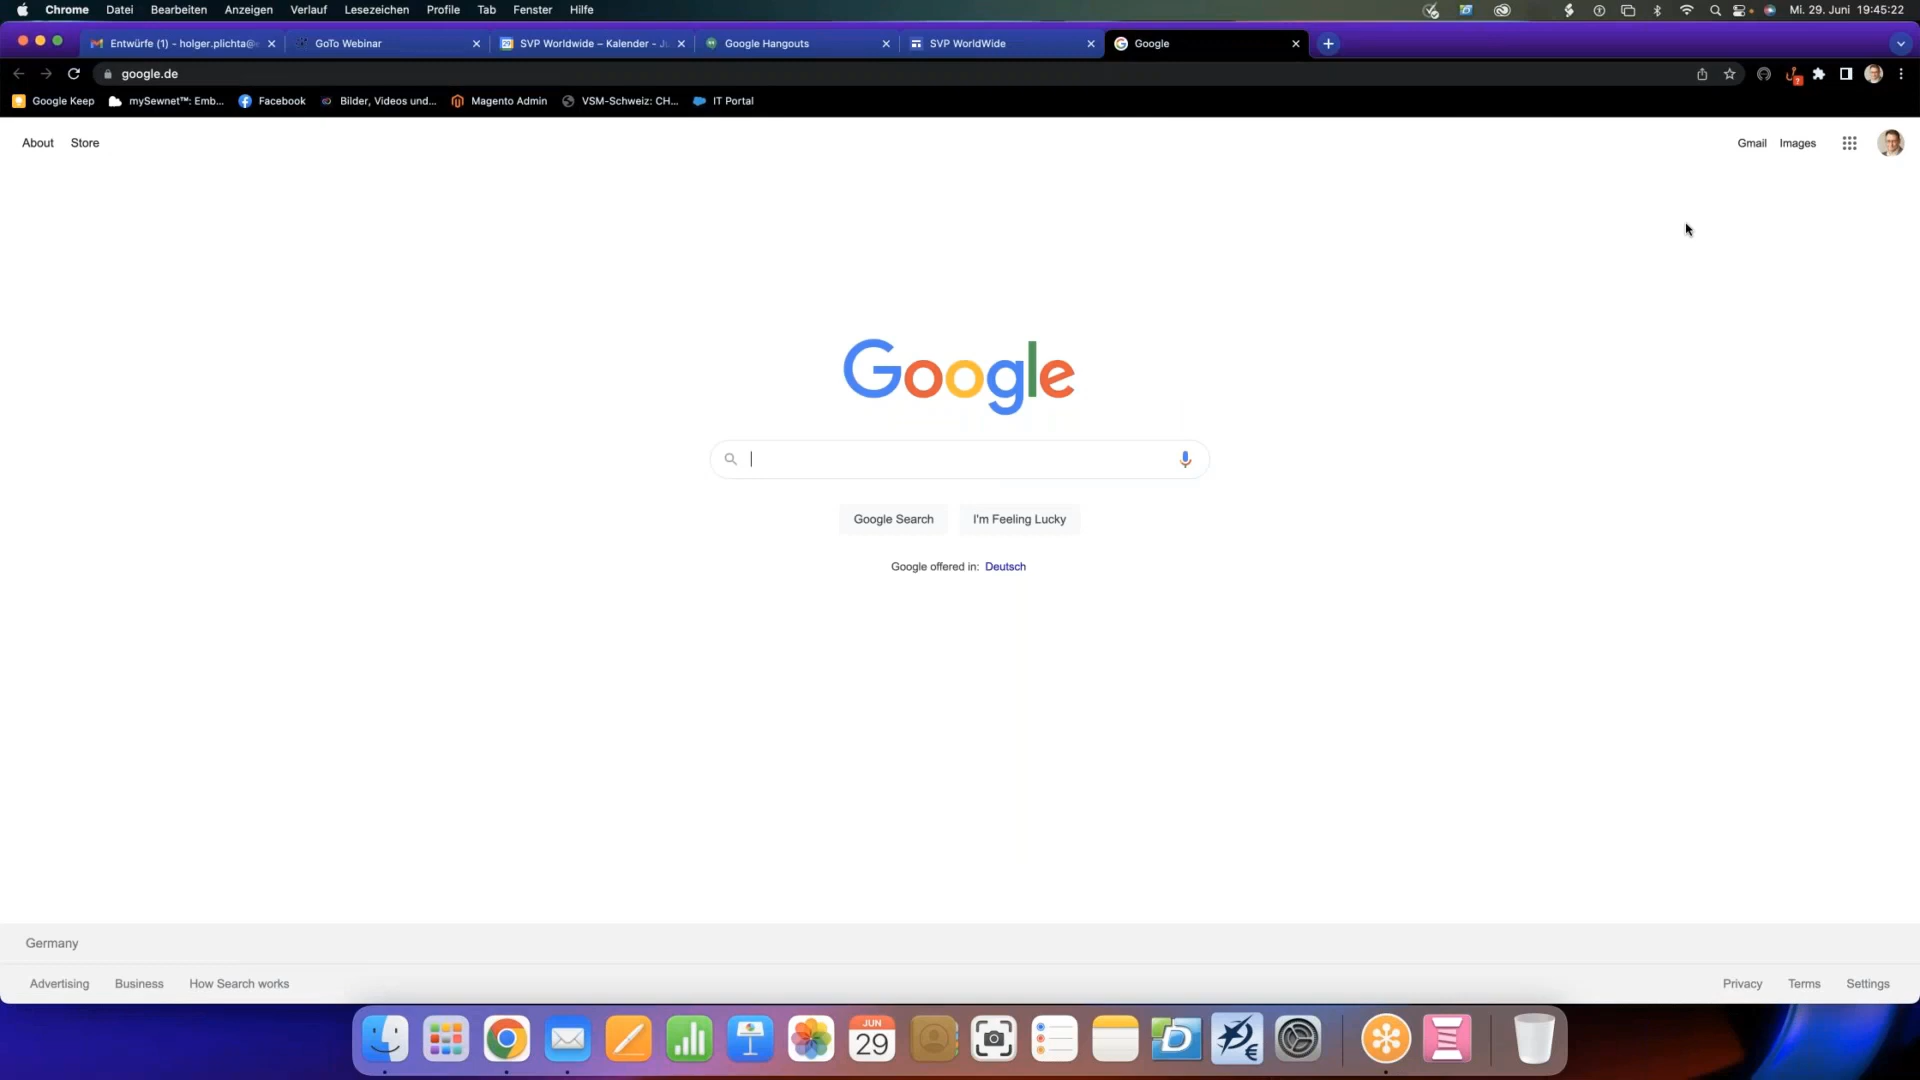 Chrome Datei Bearbeiten Anzeigen Verlauf Lesezeichen Profile Tab Fenster Hilfe Mi. 29. Juni 19:45:22
Entwürfe (1) - holger.plichta@ GoTo Webinar SVP Worldwide – Kalender - Google Hangouts SVP WorldWide Google
google.de
Google Keep mySewnet™: Emb... Facebook Bilder, Videos und... Magento Admin VSM-Schweiz: CH... IT Portal
About Store Gmail Images
Google
Google Search I'm Feeling Lucky
Google offered in: Deutsch
Germany
Advertising Business How Search works Privacy Terms Settings
JUN
29